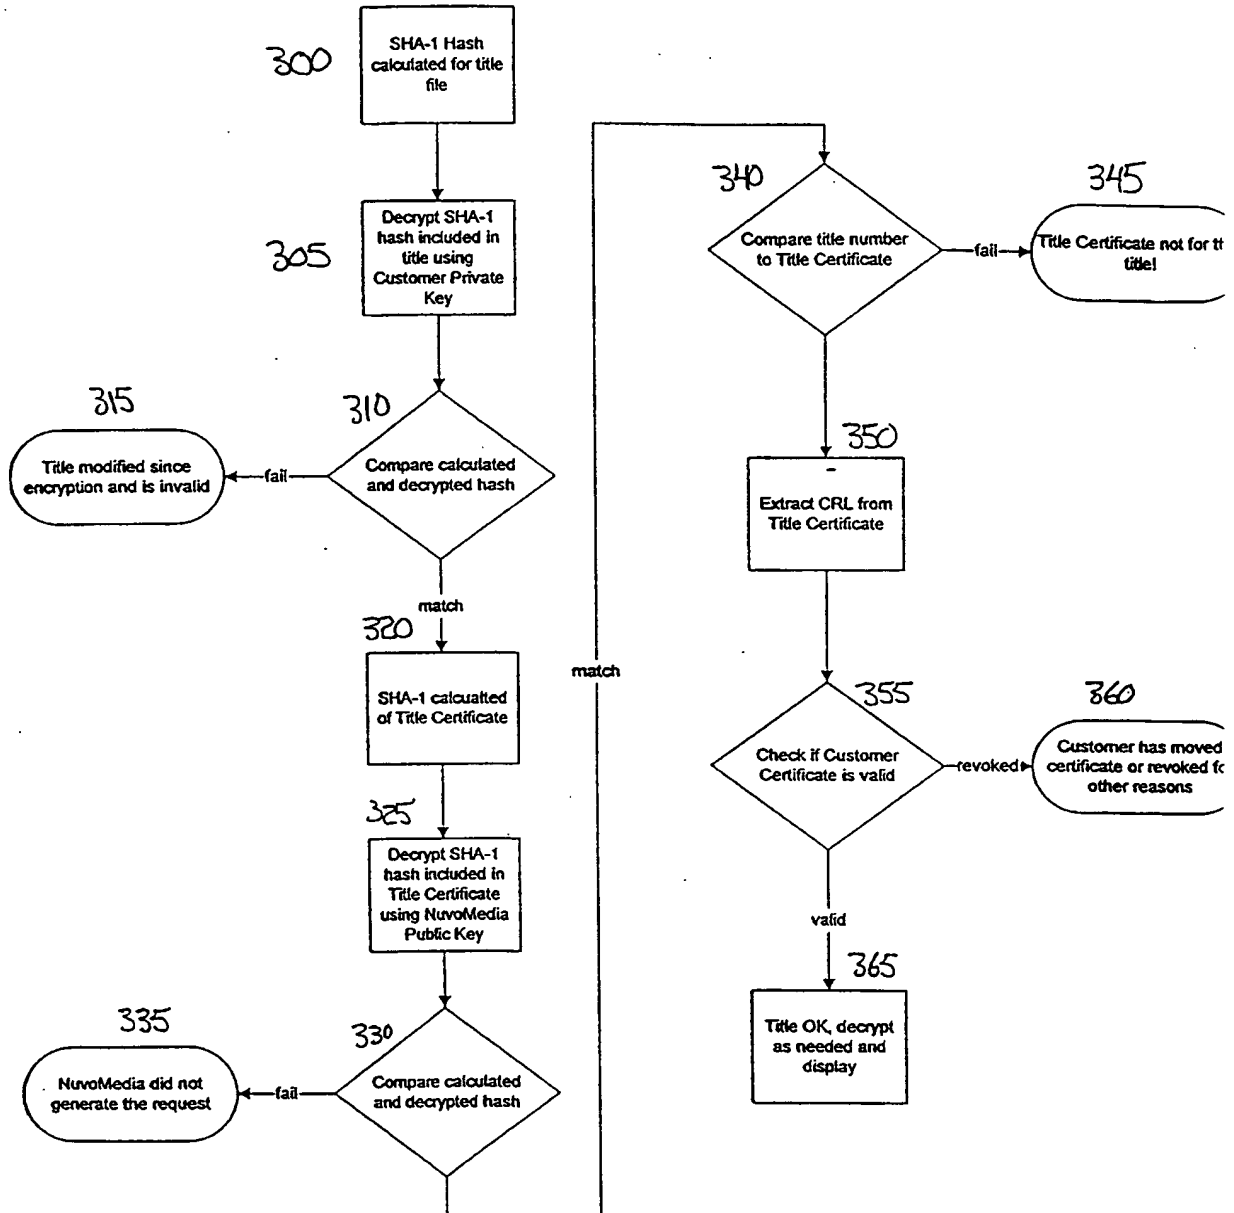 300
SHA-1 Hash
calculated for title
file
305
Decrypt SHA-1
hash included in
title using
Customer Private
Key
310
Compare calculated
and decrypted hash
fail
315
Title modified since
encryption and is invalid
match
320
SHA-1 calcuatted
of Title Certificate
325
Decrypt SHA-1
hash included in
Title Certificate
using NuvoMedia
Public Key
330
Compare calculated
and decrypted hash
fail
335
NuvoMedia did not
generate the request
match
340
Compare title number
to Title Certificate
fail
345
Title Certificate not for
title!
350
Extract CRL from
Title Certificate
355
Check if Customer
Certificate is valid
revoked
360
Customer has moved
certificate or revoked
other reasons
valid
365
Title OK, decrypt
as needed and
display